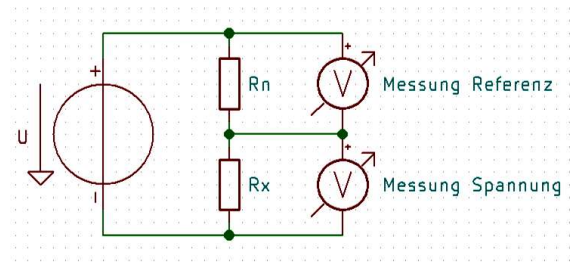 +
Rn
V
Messung Referenz
+
U
+
Rx
V
Messung Spannung
+
-